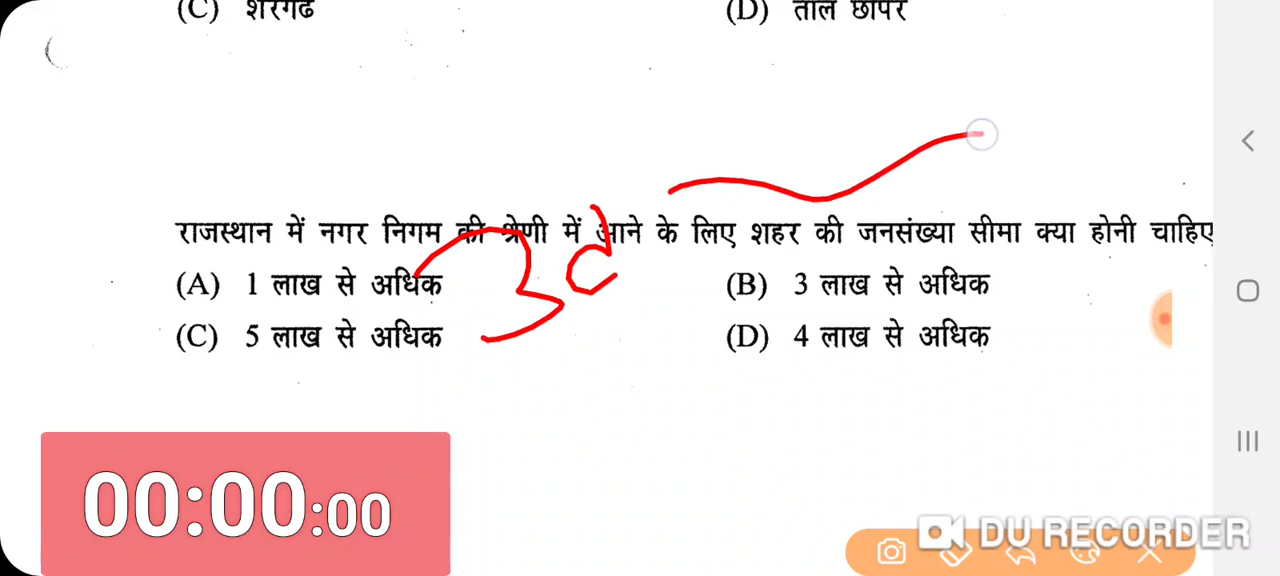 (C) शेरगढ (D) ताल छापर
राजस्थान में नगर निगम की श्रेणी में आने के लिए शहर की जनसंख्या सीमा क्या होनी चाहिए
(A) 1 लाख से अधिक (B) 3 लाख से अधिक
(C) 5 लाख से अधिक (D) 4 लाख से अधिक
00:00:00
DU RECORDER